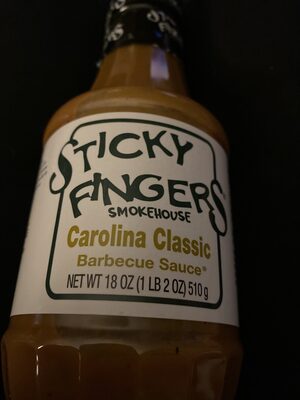 STICKY
FINGERS
SMOKEHOUSE
Carolina Classic
Barbecue Sauce®
NET WT 18 OZ (1 LB 2 OZ) 510 g